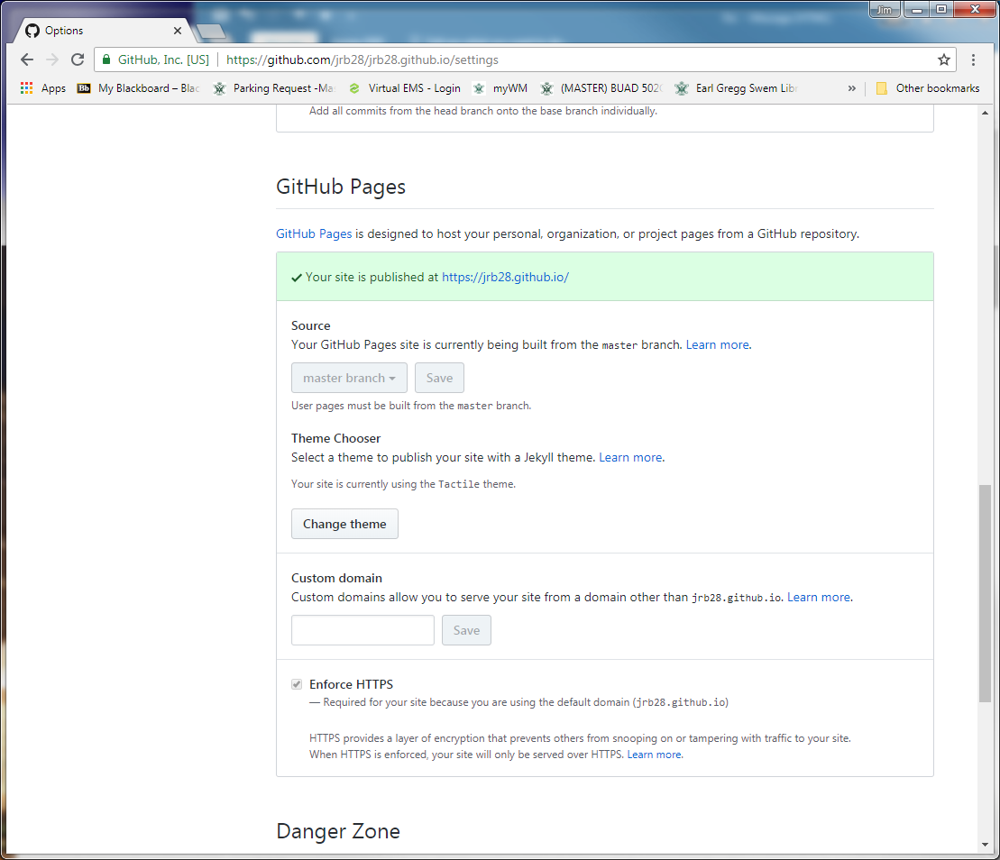 Jim
Options
GitHub, Inc. [US] https://github.com/jrb28/jrb28.github.io/settings
Apps Bb My Blackboard – Blac Parking Request -Ma Virtual EMS - Login myWM (MASTER) BUAD 502 Earl Gregg Swem Libr » Other bookmarks
Add all commits from the head branch onto the base branch individually.
GitHub Pages
GitHub Pages is designed to host your personal, organization, or project pages from a GitHub repository.
Your site is published at https://jrb28.github.io/
Source
Your GitHub Pages site is currently being built from the master branch. Learn more.
master branch Save
User pages must be built from the master branch.
Theme Chooser
Select a theme to publish your site with a Jekyll theme. Learn more.
Your site is currently using the Tactile theme.
Change theme
Custom domain
Custom domains allow you to serve your site from a domain other than jrb28.github.io. Learn more.
Save
Enforce HTTPS
— Required for your site because you are using the default domain (jrb28.github.io)
HTTPS provides a layer of encryption that prevents others from snooping on or tampering with traffic to your site.
When HTTPS is enforced, your site will only be served over HTTPS. Learn more.
Danger Zone